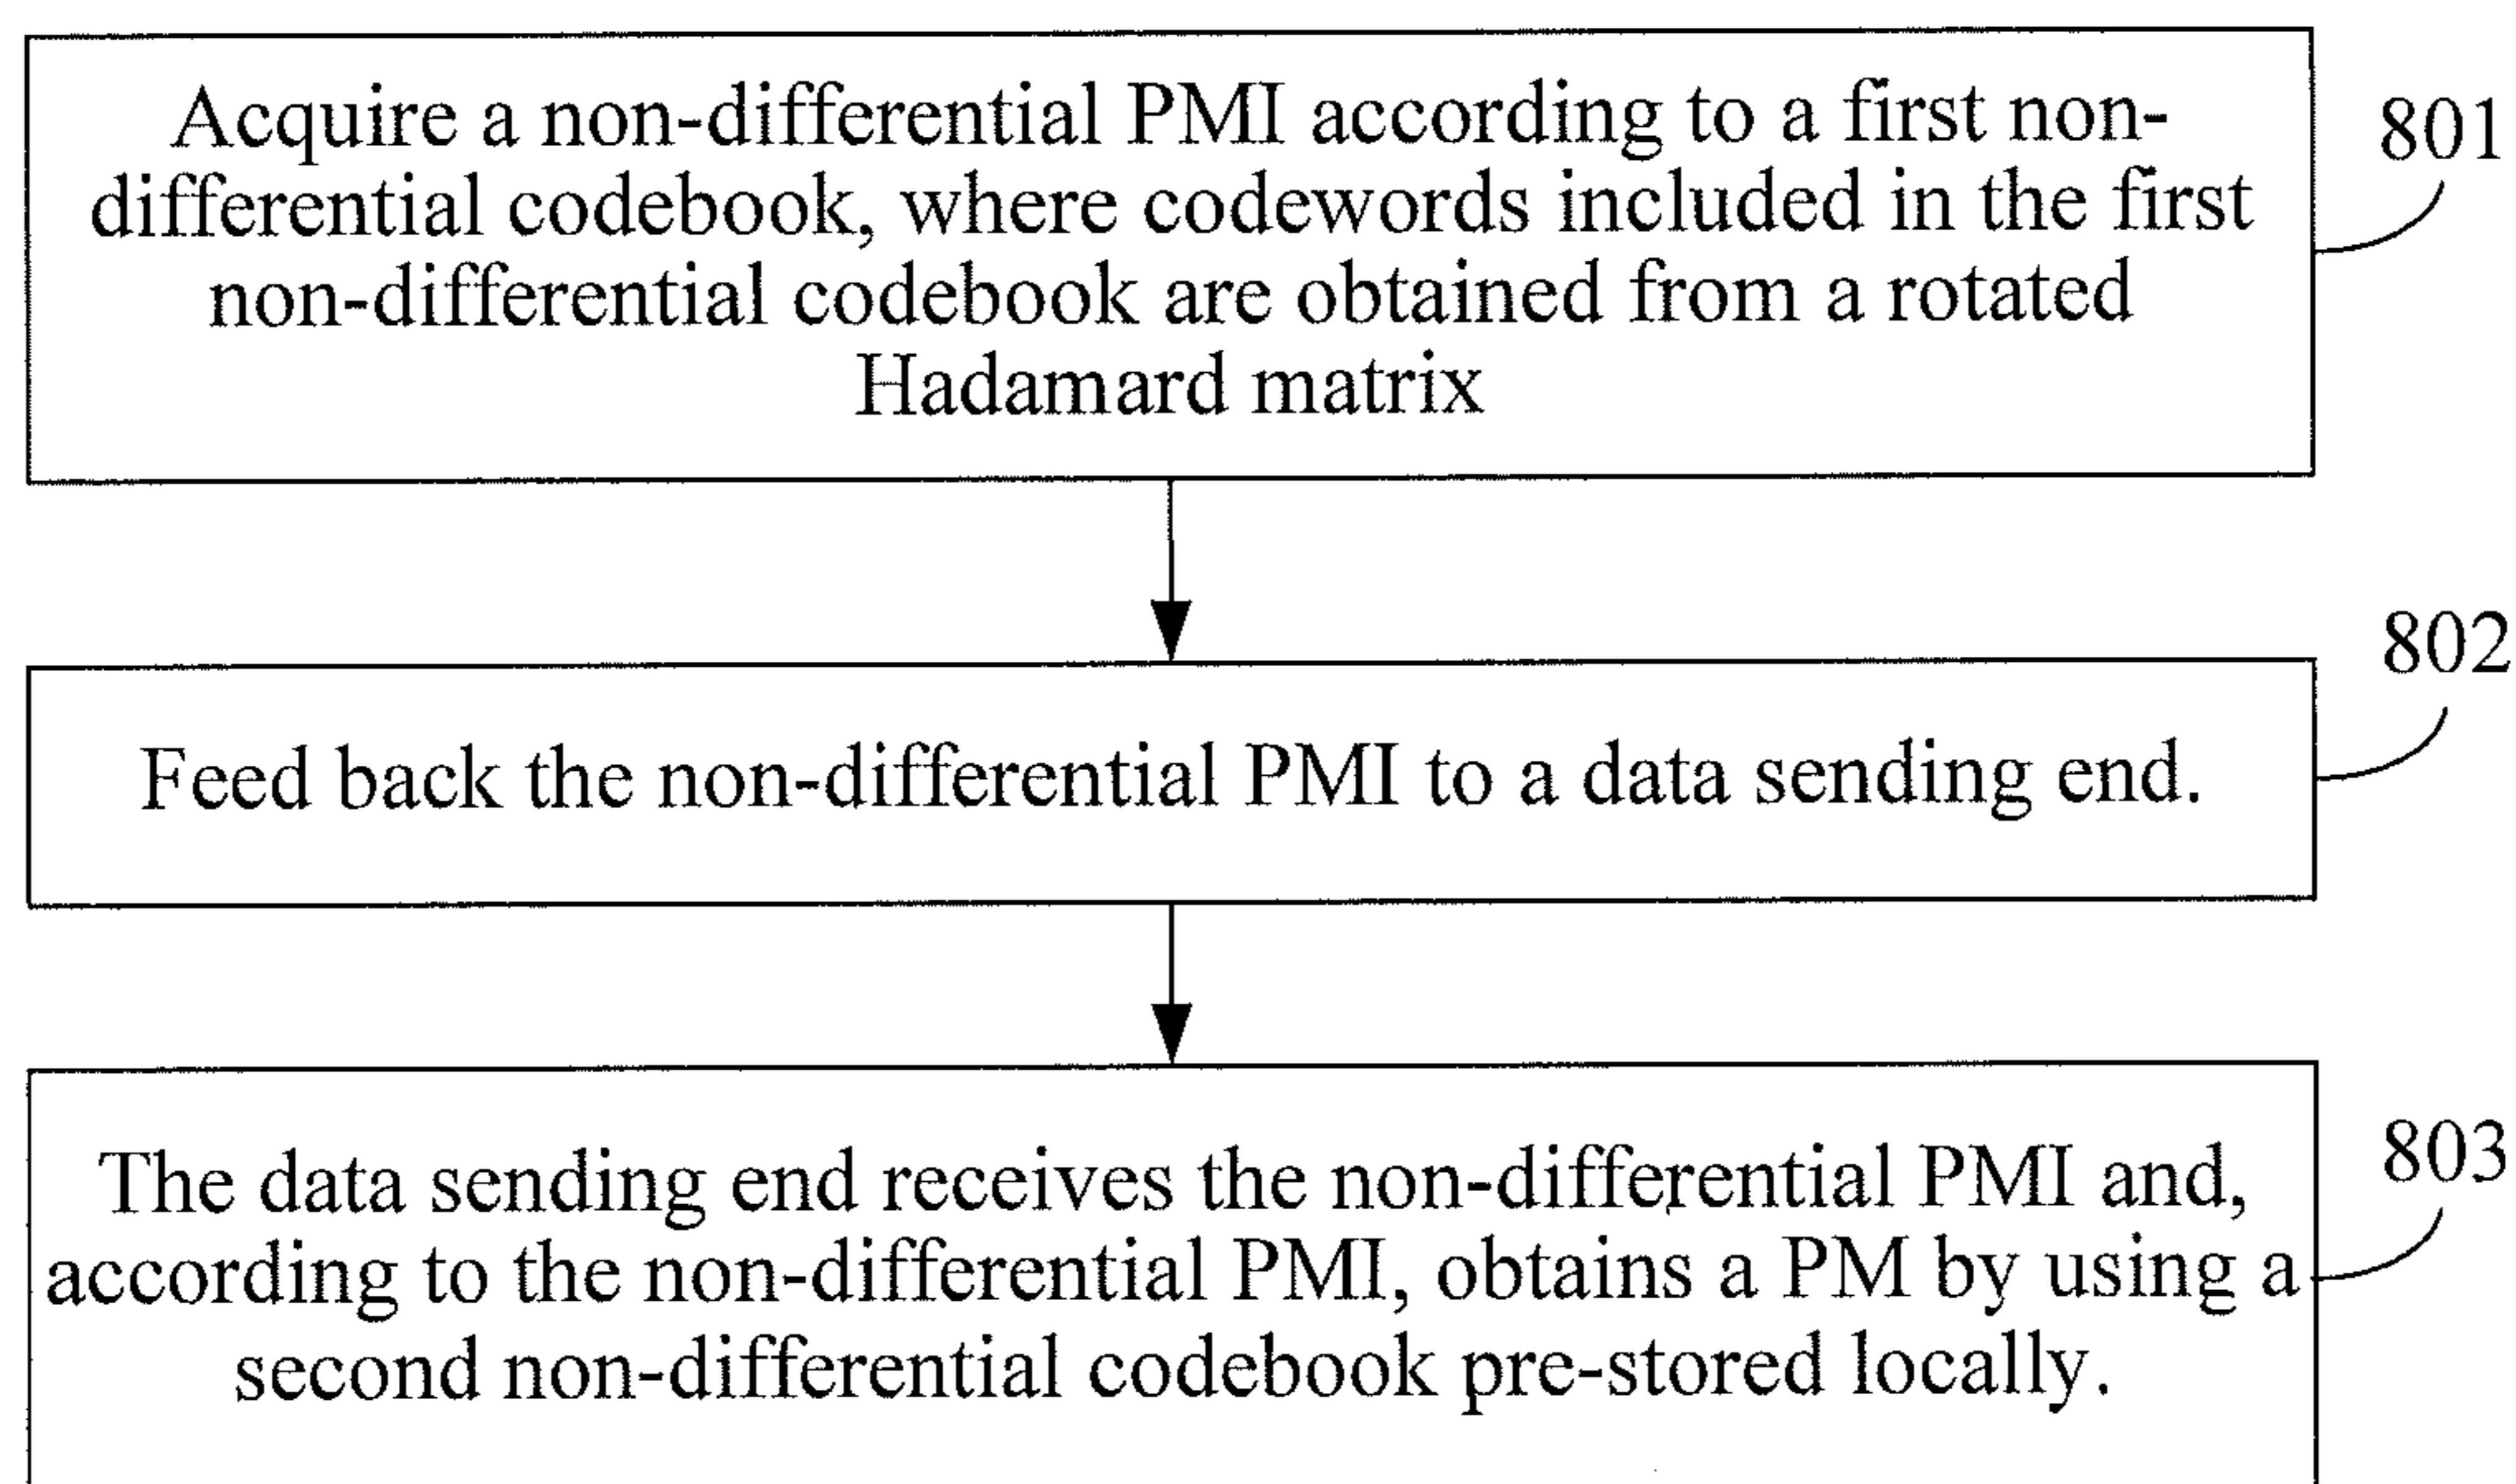 Acquire a non-differential PMI according to a first non-
differential codebook, where codewords included in the first
non-differential codebook are obtained from a rotated
Hadamard matrix
801
802
Feed back the non-differential PMI to a data sending end.
803
The data sending end receives the non-differential PMI and,
according to the non-differential PMI, obtains a PM by using a
second non-differential codebook pre-stored locally.